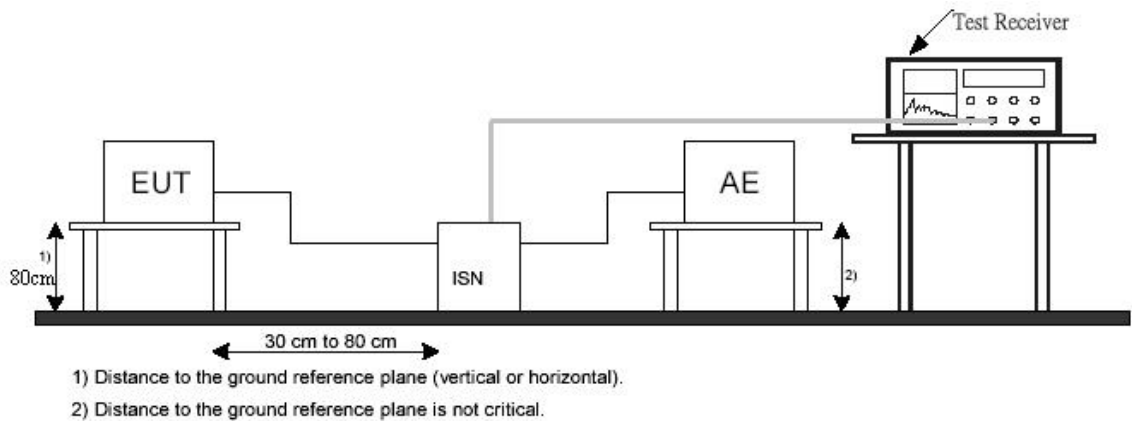 Test Receiver
EUT
AE
1)
80cm
ISN
2)
30 cm to 80 cm
1) Distance to the ground reference plane (vertical or horizontal).
2) Distance to the ground reference plane is not critical.